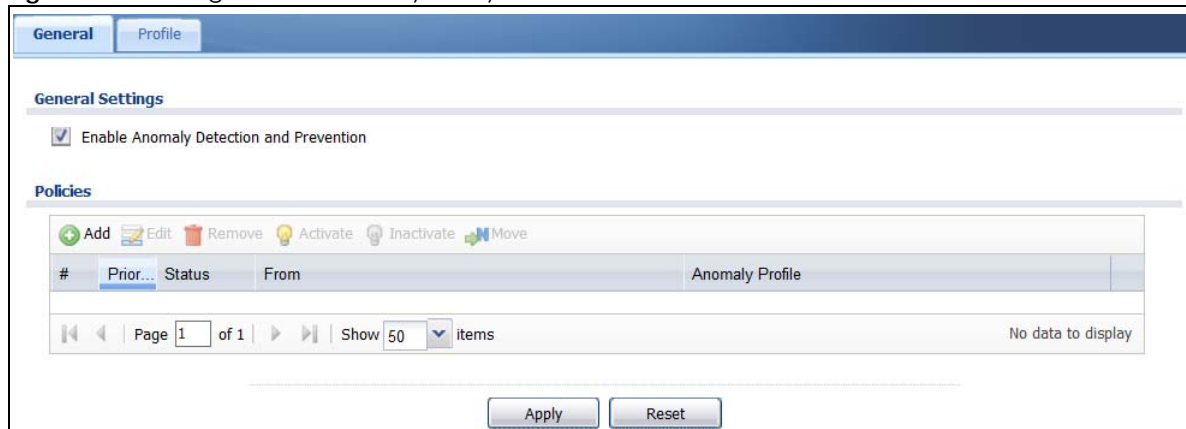 General Profile
General Settings
Enable Anomaly Detection and Prevention
Policies
Add Edit Remove Activate Inactivate Move
# Prior... Status From Anomaly Profile
Page 1 of 1 Show 50 items No data to display
Apply Reset